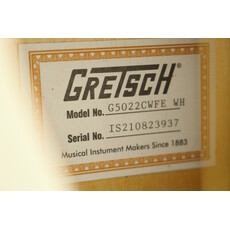 GRETSCH
Model No. G5022CWFE WH
Serial No. IS210823937
Musical Instument Makers Since 1883